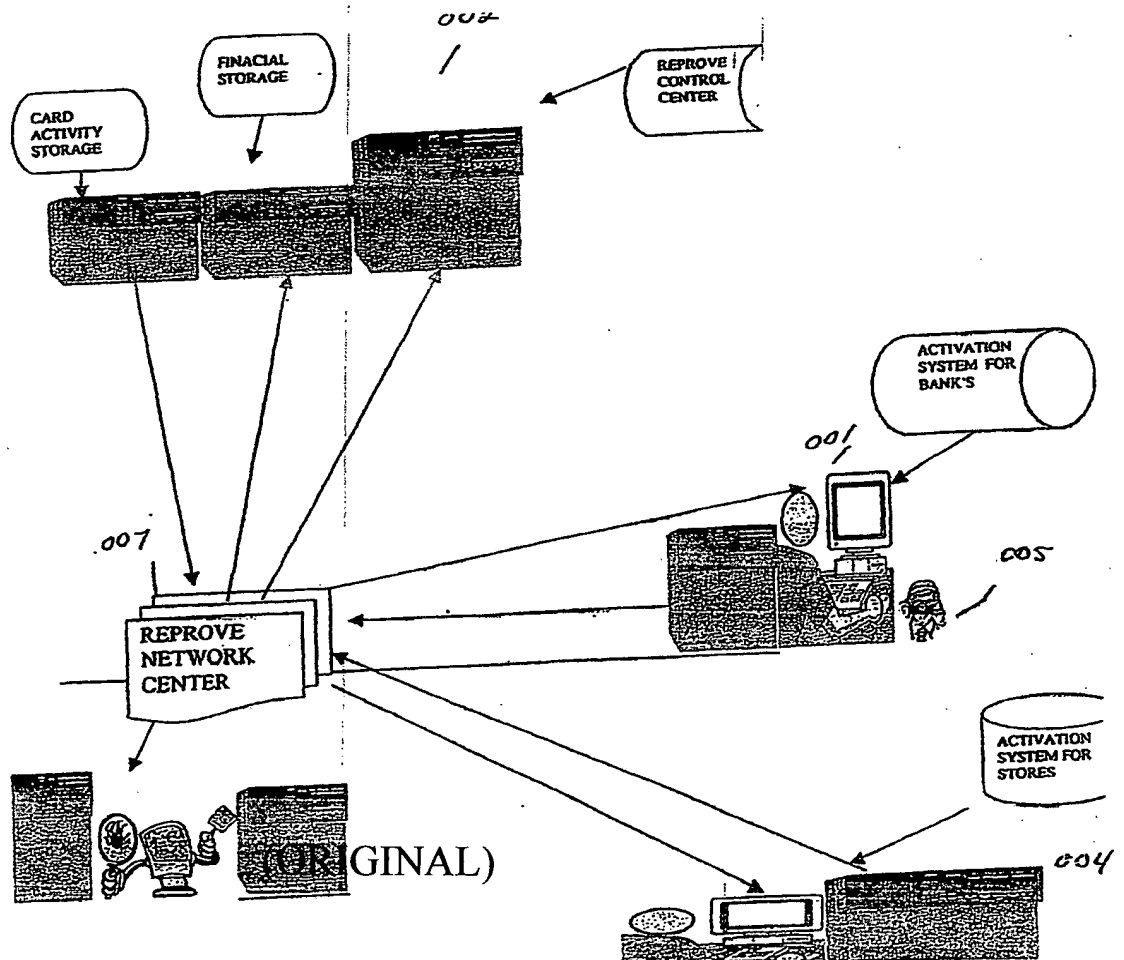 002
FINACIAL
STORAGE
REPROVE
CONTROL
CENTER
CARD
ACTIVITY
STORAGE
ACTIVATION
SYSTEM FOR
BANK'S
001
007
005
REPROVE
NETWORK
CENTER
ACTIVATION
SYSTEM FOR
STORES
(ORIGINAL)
004